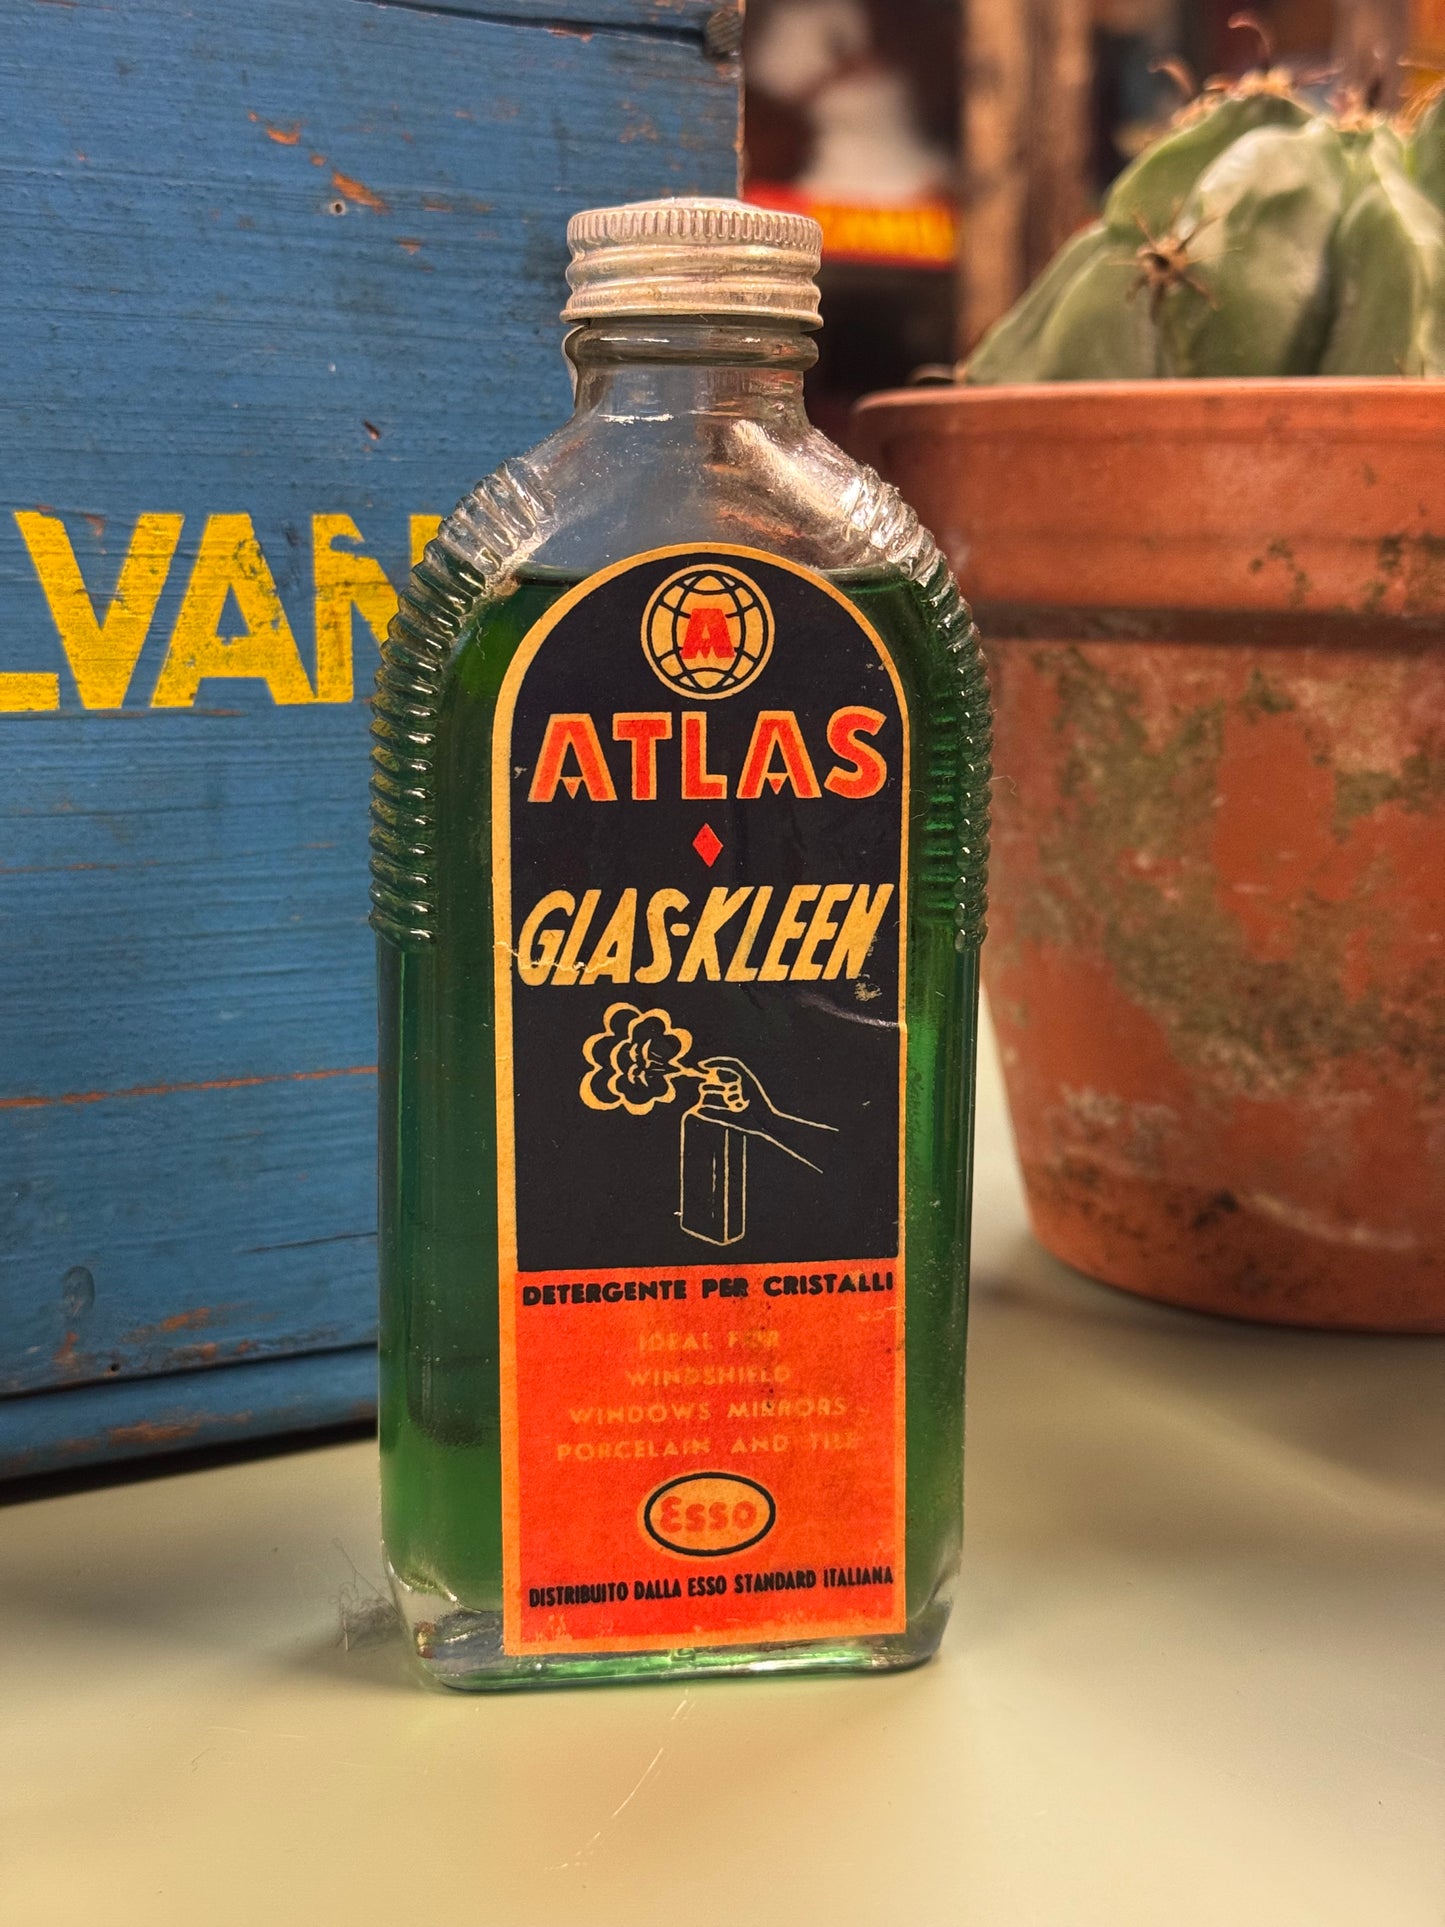 LVAN
A
ATLAS
GLAS-KLEEN
DETERGENTE PER CRISTALLI
IDEAL FOR
WINDSHIELD
WINDOWS MIRRORS
PORCELAIN AND TILE
Esso
DISTRIBUITO DALLA ESSO STANDARD ITALIANA